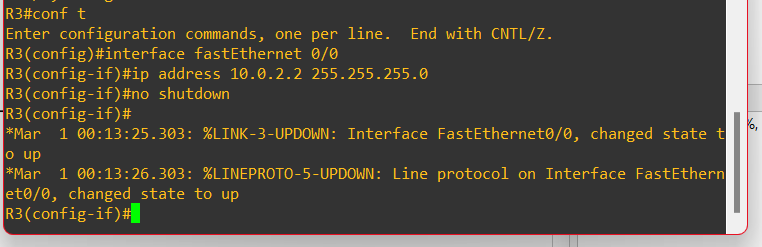 R3#conf t
Enter configuration commands, one per line.  End with CNTL/Z.
R3(config)#interface fastEthernet 0/0
R3(config-if)#ip address 10.0.2.2 255.255.255.0
R3(config-if)#no shutdown
R3(config-if)#
*Mar  1 00:13:25.303: %LINK-3-UPDOWN: Interface FastEthernet0/0, changed state t
o up
*Mar  1 00:13:26.303: %LINEPROTO-5-UPDOWN: Line protocol on Interface FastEthern
et0/0, changed state to up
R3(config-if)#
%,